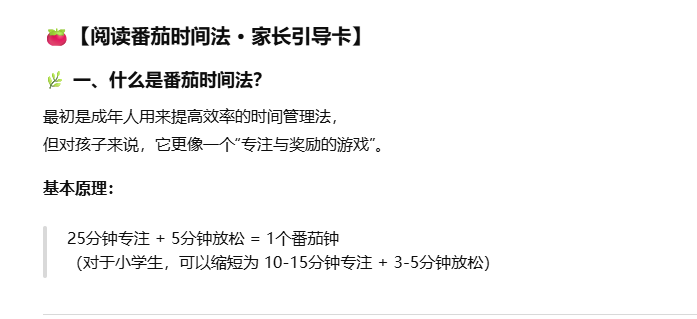 🍅【阅读番茄时间法 · 家长引导卡】
🌿 一、什么是番茄时间法？
最初是成年人用来提高效率的时间管理法，
但对孩子来说，它更像一个“专注与奖励的游戏”。
基本原理：
25分钟专注 + 5分钟放松 = 1个番茄钟
（对于小学生，可以缩短为 10-15分钟专注 + 3-5分钟放松）